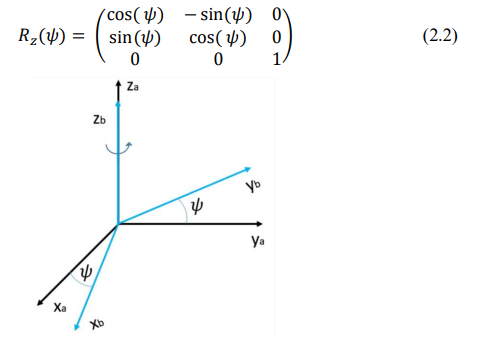 cos(ψ) − sin(ψ) 0
R_z(ψ) = ( sin(ψ) cos(ψ) 0 ) (2.2)
0 0 1
Za
Zb
yb
ψ
ya
ψ
Xa
Xb